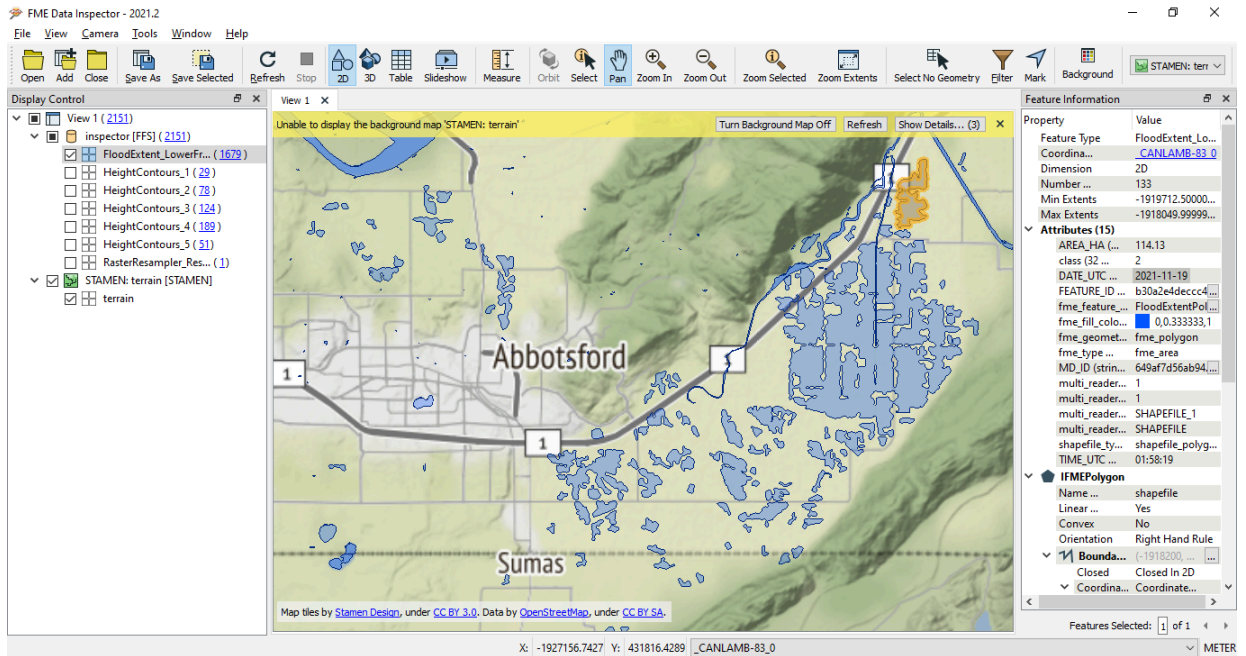 FME Data Inspector - 2021.2
File View Camera Tools Window Help
Open Add Close Save As Save Selected Refresh Stop 2D 3D Table Slideshow Measure Orbit Select Pan Zoom In Zoom Out Zoom Selected Zoom Extents Select No Geometry Filter Mark Background STAMEN: terr
Display Control
View 1 (2151)
inspector [FFS] (2151)
FloodExtent_LowerFr... (1679)
HeightContours_1 (29)
HeightContours_2 (78)
HeightContours_3 (124)
HeightContours_4 (189)
HeightContours_5 (51)
RasterResampler_Res... (1)
STAMEN: terrain [STAMEN]
terrain
View 1
Unable to display the background map 'STAMEN: terrain' Turn Background Map Off Refresh Show Details... (3)
1
Abbotsford
1
1
1
Sumas
Map tiles by Stamen Design, under CC BY 3.0. Data by OpenStreetMap, under CC BY SA.
Feature Information
Property Value
Feature Type FloodExtent_Lo...
Coordina... _CANLAMB-83_0
Dimension 2D
Number ... 133
Min Extents -1919712.50000...
Max Extents -1918049.99999...
Attributes (15)
AREA_HA (... 114.13
class (32 ... 2
DATE_UTC ... 2021-11-19
FEATURE_ID ... b30a2e4deccc4 ...
fme_feature_... FloodExtentPol ...
fme_fill_colo... 0,0.333333,1
fme_geomet... fme_polygon
fme_type ... fme_area
MD_ID (strin... 649af7d56ab94. ...
multi_reader... 1
multi_reader... 1
multi_reader... SHAPEFILE_1
multi_reader... SHAPEFILE
shapefile_ty... shapefile_polyg...
TIME_UTC ... 01:58:19
IFMEPolygon
Name ... shapefile
Linear ... Yes
Convex No
Orientation Right Hand Rule
Bounda... (-1918200, ... ...
Closed Closed In 2D
Coordina... Coordinate...
Features Selected: 1 of 1
X: -1927156.7427 Y: 431816.4289 _CANLAMB-83_0 METER